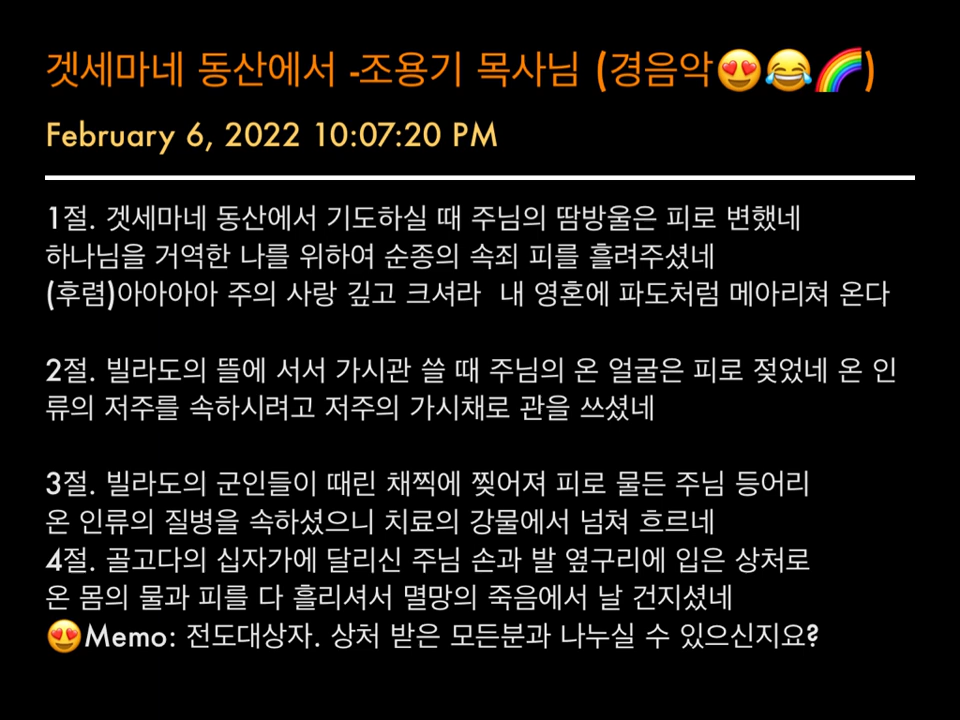 겟세마네 동산에서 -조용기 목사님 (경음악😍😂🌈)
February 6, 2022 10:07:20 PM
1절. 겟세마네 동산에서 기도하실 때 주님의 땀방울은 피로 변했네
하나님을 거역한 나를 위하여 순종의 속죄 피를 흘려주셨네
(후렴)아아아아 주의 사랑 깊고 크셔라  내 영혼에 파도처럼 메아리쳐 온다
2절. 빌라도의 뜰에 서서 가시관 쓸 때 주님의 온 얼굴은 피로 젖었네 온 인
류의 저주를 속하시려고 저주의 가시채로 관을 쓰셨네
3절. 빌라도의 군인들이 때린 채찍에 찢어져 피로 물든 주님 등어리
온 인류의 질병을 속하셨으니 치료의 강물에서 넘쳐 흐르네
4절. 골고다의 십자가에 달리신 주님 손과 발 옆구리에 입은 상처로
온 몸의 물과 피를 다 흘리셔서 멸망의 죽음에서 날 건지셨네
😍Memo: 전도대상자. 상처 받은 모든분과 나누실 수 있으신지요?